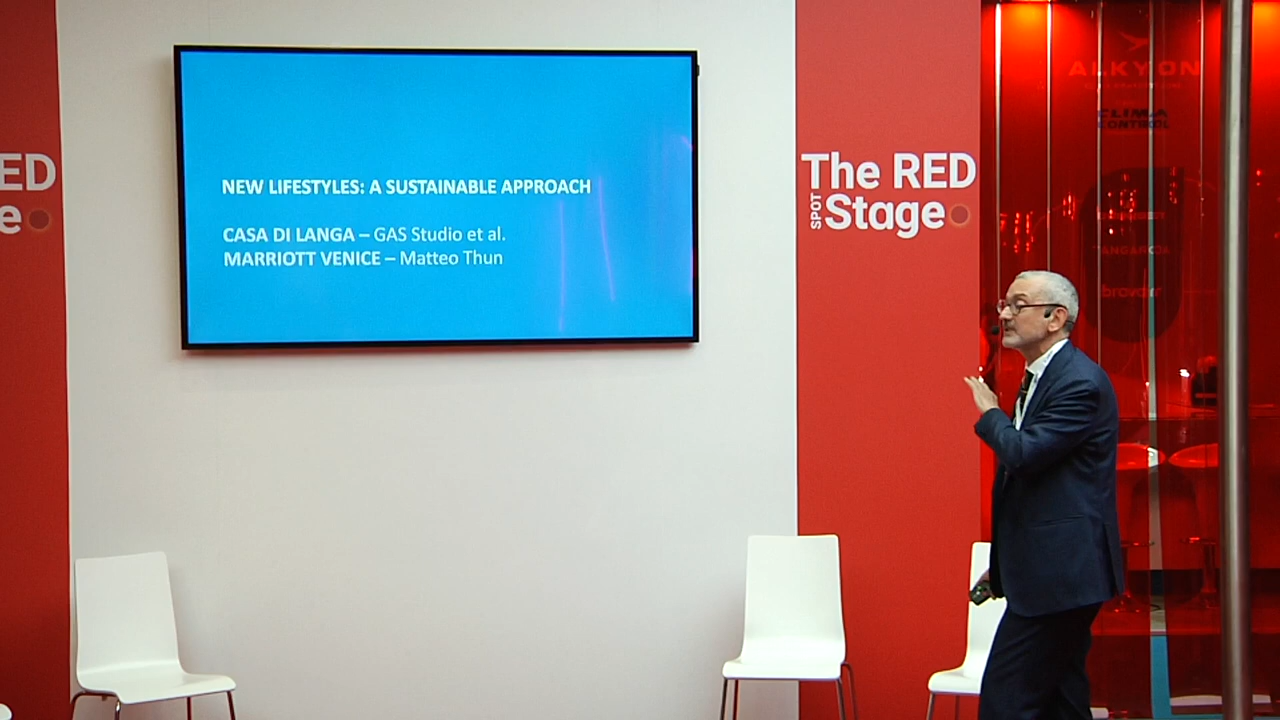 NEW LIFESTYLES: A SUSTAINABLE APPROACH
CASA DI LANGA – GAS Studio et al.
MARRIOTT VENICE – Matteo Thun
ED
e
The RED
SPOT Stage
ALKYON
CLIMA
CONTROL